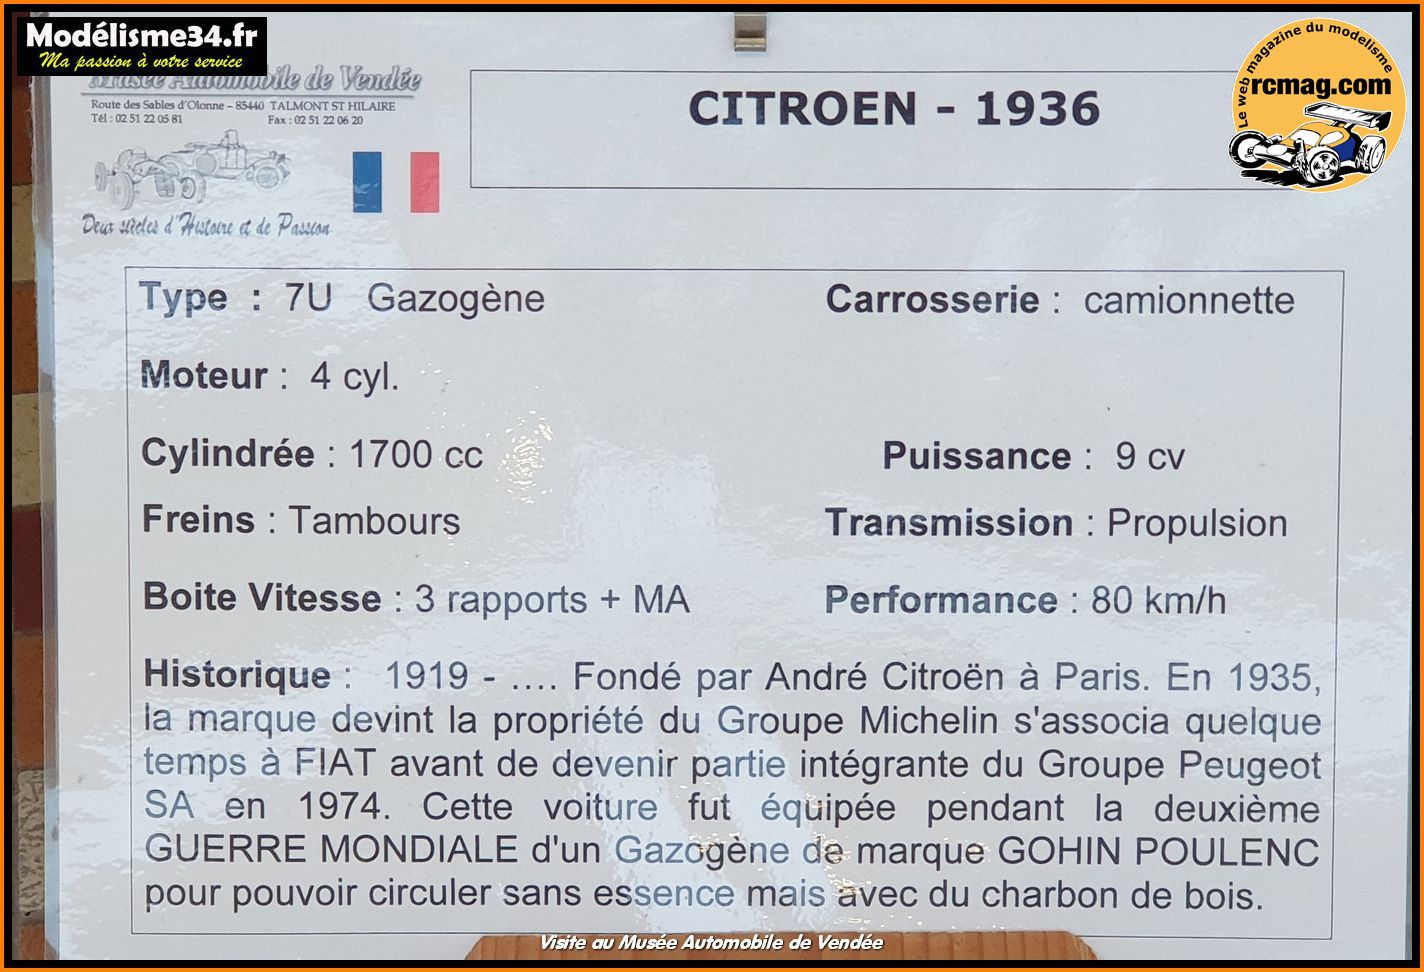 Modélisme34.fr
Ma passion à votre service
Musée Automobile de Vendée
Route des Sables d'Olonne - 85440 TALMONT ST HILAIRE
Tél : 02 51 22 05 81 Fax : 02 51 22 06 20
Deux siècles d'Histoire et de Passion
CITROEN - 1936
Le web magazine du modelisme
rcmag.com
Type : 7U Gazogène Carrosserie : camionnette
Moteur : 4 cyl.
Cylindrée : 1700 cc Puissance : 9 cv
Freins : Tambours Transmission : Propulsion
Boite Vitesse : 3 rapports + MA Performance : 80 km/h
Historique : 1919 - .... Fondé par André Citroën à Paris. En 1935,
la marque devint la propriété du Groupe Michelin s'associa quelque
temps à FIAT avant de devenir partie intégrante du Groupe Peugeot
SA en 1974. Cette voiture fut équipée pendant la deuxième
GUERRE MONDIALE d'un Gazogène de marque GOHIN POULENC
pour pouvoir circuler sans essence mais avec du charbon de bois.
Visite au Musée Automobile de Vendée